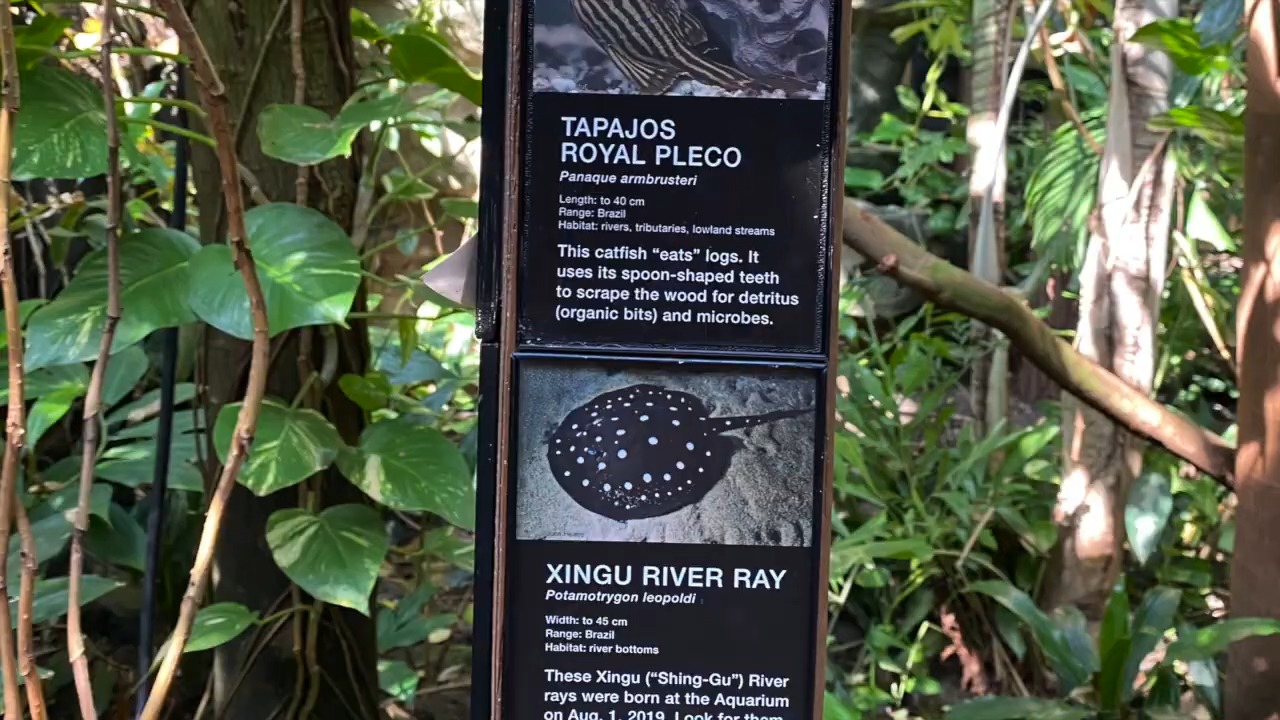 TAPAJOS
ROYAL PLECO
Panaque armbrusteri
Length: to 40 cm
Range: Brazil
Habitat: rivers, tributaries, lowland streams
This catfish “eats” logs. It
uses its spoon-shaped teeth
to scrape the wood for detritus
(organic bits) and microbes.
XINGU RIVER RAY
Potamotrygon leopoldi
Width: to 45 cm
Range: Brazil
Habitat: river bottoms
These Xingu (“Shing-Gu”) River
rays were born at the Aquarium
on Aug. 1, 2019. Look for them